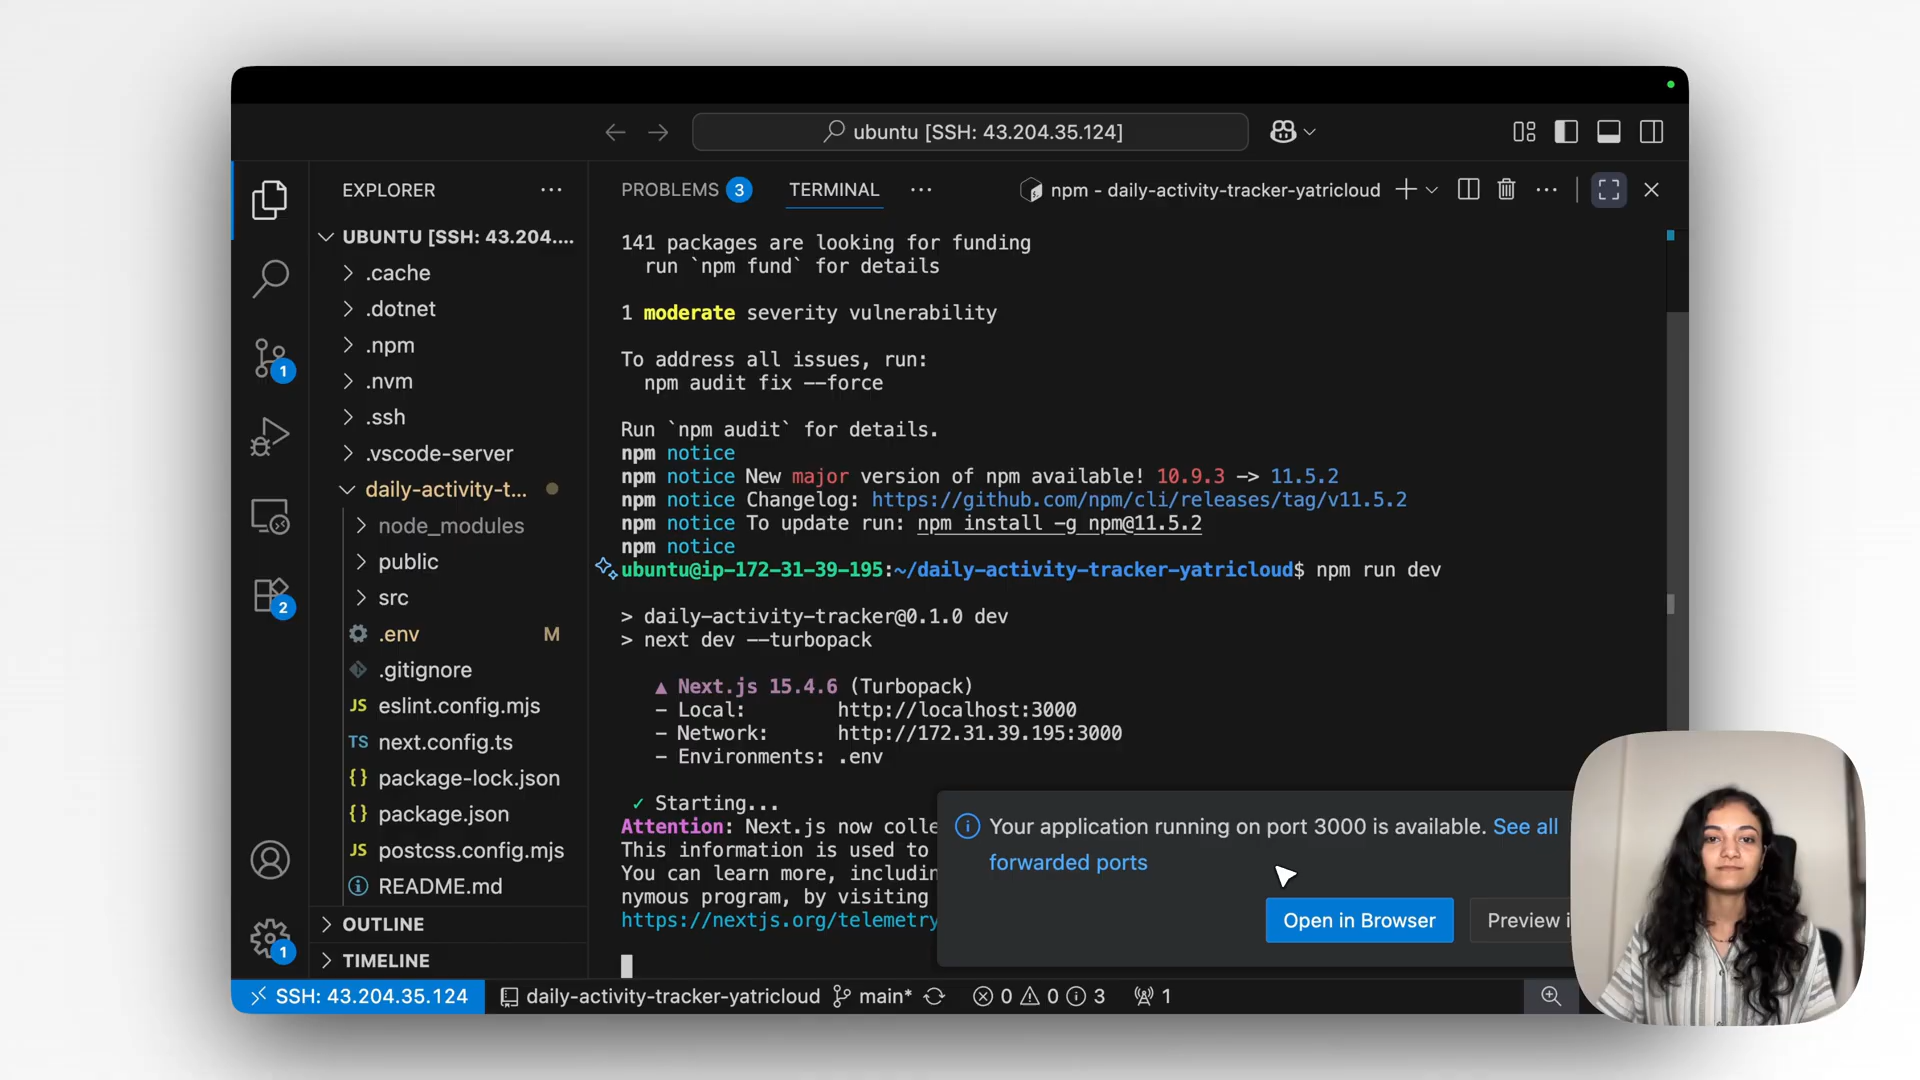 ubuntu [SSH: 43.204.35.124]
EXPLORER
UBUNTU [SSH: 43.204....
.cache
.dotnet
.npm
.nvm
.ssh
.vscode-server
daily-activity-t...
node_modules
public
src
.env M
.gitignore
JS eslint.config.mjs
TS next.config.ts
{} package-lock.json
{} package.json
JS postcss.config.mjs
README.md
OUTLINE
TIMELINE
1
2
1
PROBLEMS 3 TERMINAL
npm - daily-activity-tracker-yatricloud
141 packages are looking for funding
run `npm fund` for details
1 moderate severity vulnerability
To address all issues, run:
npm audit fix --force
Run `npm audit` for details.
npm notice
npm notice New major version of npm available! 10.9.3 -> 11.5.2
npm notice Changelog: https://github.com/npm/cli/releases/tag/v11.5.2
npm notice To update run: npm install -g npm@11.5.2
npm notice
ubuntu@ip-172-31-39-195:~/daily-activity-tracker-yatricloud$ npm run dev
> daily-activity-tracker@0.1.0 dev
> next dev --turbopack
▲ Next.js 15.4.6 (Turbopack)
- Local: http://localhost:3000
- Network: http://172.31.39.195:3000
- Environments: .env
✓ Starting...
Attention: Next.js now colle
This information is used to
You can learn more, includin
nymous program, by visiting
https://nextjs.org/telemetry
Your application running on port 3000 is available. See all
forwarded ports
Open in Browser
Preview i
SSH: 43.204.35.124
daily-activity-tracker-yatricloud main* 0 0 3 1